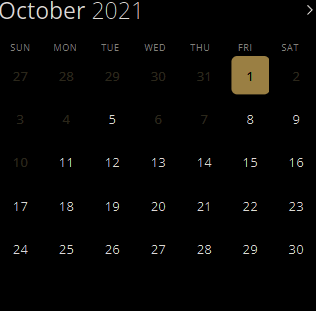 October 2021 >
SUN MON TUE WED THU FRI SAT
27 28 29 30 31 1 2
3 4 5 6 7 8 9
10 11 12 13 14 15 16
17 18 19 20 21 22 23
24 25 26 27 28 29 30